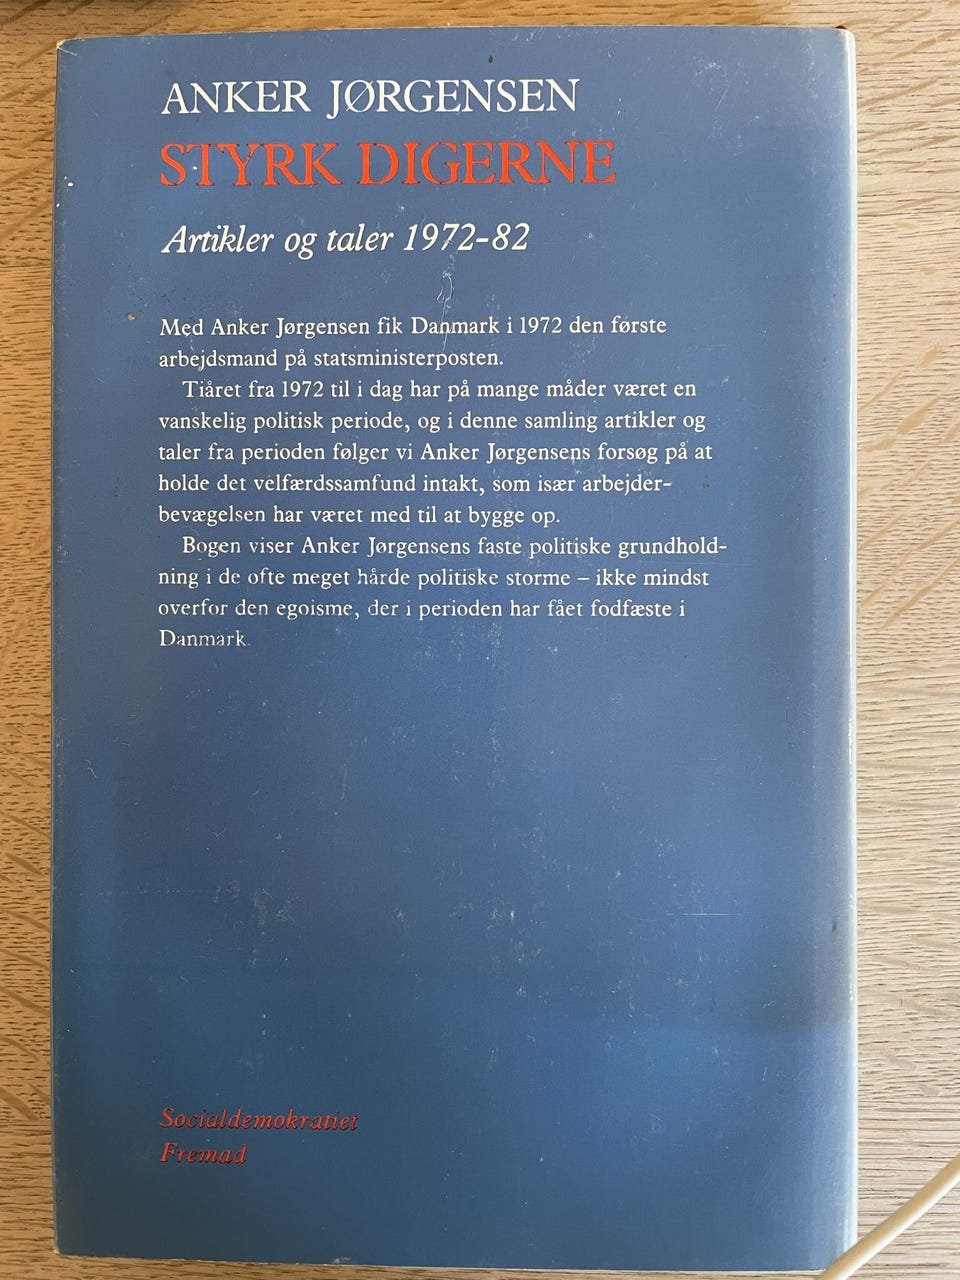 ANKER JØRGENSEN
STYRK DIGERNE
Artikler og taler 1972-82
Med Anker Jørgensen fik Danmark i 1972 den første
arbejdsmand på statsministerposten.
Tiåret fra 1972 til i dag har på mange måder været en
vanskelig politisk periode, og i denne samling artikler og
taler fra perioden følger vi Anker Jørgensens forsøg på at
holde det velfærdssamfund intakt, som især arbejder-
bevægelsen har været med til at bygge op.
Bogen viser Anker Jørgensens faste politiske grundhold-
ning i de ofte meget hårde politiske storme – ikke mindst
overfor den egoisme, der i perioden har fået fodfæste i
Danmark.
Socialdemokratiet
Fremad